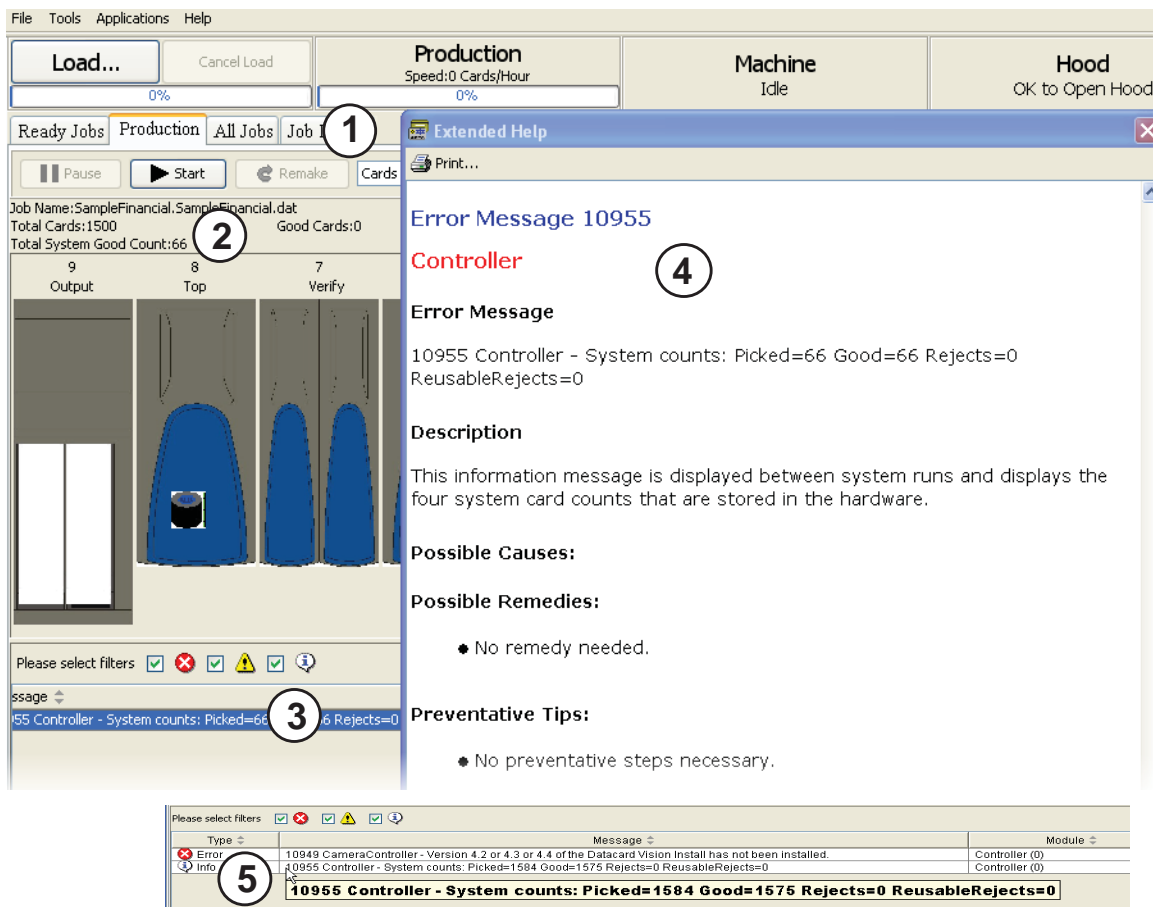 File Tools Applications Help
Load...
Cancel Load
0%
Production
Speed:0 Cards/Hour
0%
Machine
Idle
Hood
OK to Open Hood
Ready Jobs Production All Jobs Job
1
Pause Start Remake Cards
Job Name:SampleFinancial.SampleFinancial.dat
Total Cards:1500 Good Cards:0
Total System Good Count:66
2
9 8 7
Output Top Verify
Please select filters
ssage
55 Controller - System counts: Picked=66 6 Rejects=0
3
Extended Help
Print...
Error Message 10955
Controller
4
Error Message
10955 Controller - System counts: Picked=66 Good=66 Rejects=0
ReusableRejects=0
Description
This information message is displayed between system runs and displays the
four system card counts that are stored in the hardware.
Possible Causes:
Possible Remedies:
● No remedy needed.
Preventative Tips:
● No preventative steps necessary.
Please select filters
Type Message Module
Error 10949 CameraController - Version 4.2 or 4.3 or 4.4 of the Datacard Vision Install has not been installed. Controller (0)
Info 10955 Controller - System counts: Picked=1584 Good=1575 Rejects=0 ReusableRejects=0 Controller (0)
5
10955 Controller - System counts: Picked=1584 Good=1575 Rejects=0 ReusableRejects=0